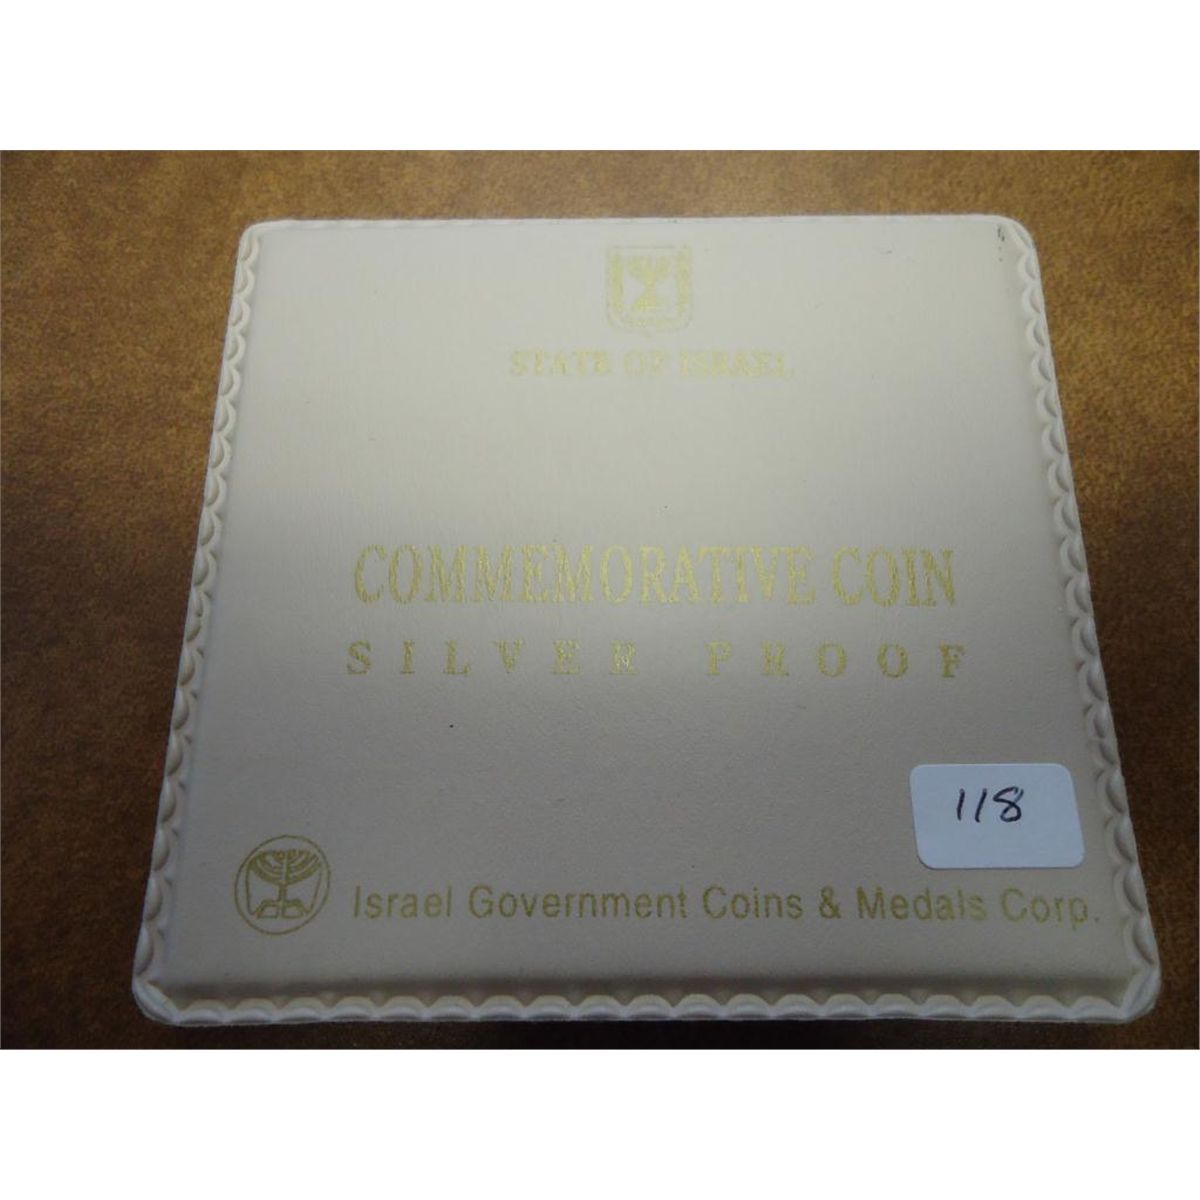 STATE OF ISRAEL
COMMEMORATIVE COIN
SILVER PROOF
118
Israel Government Coins & Medals Corp.